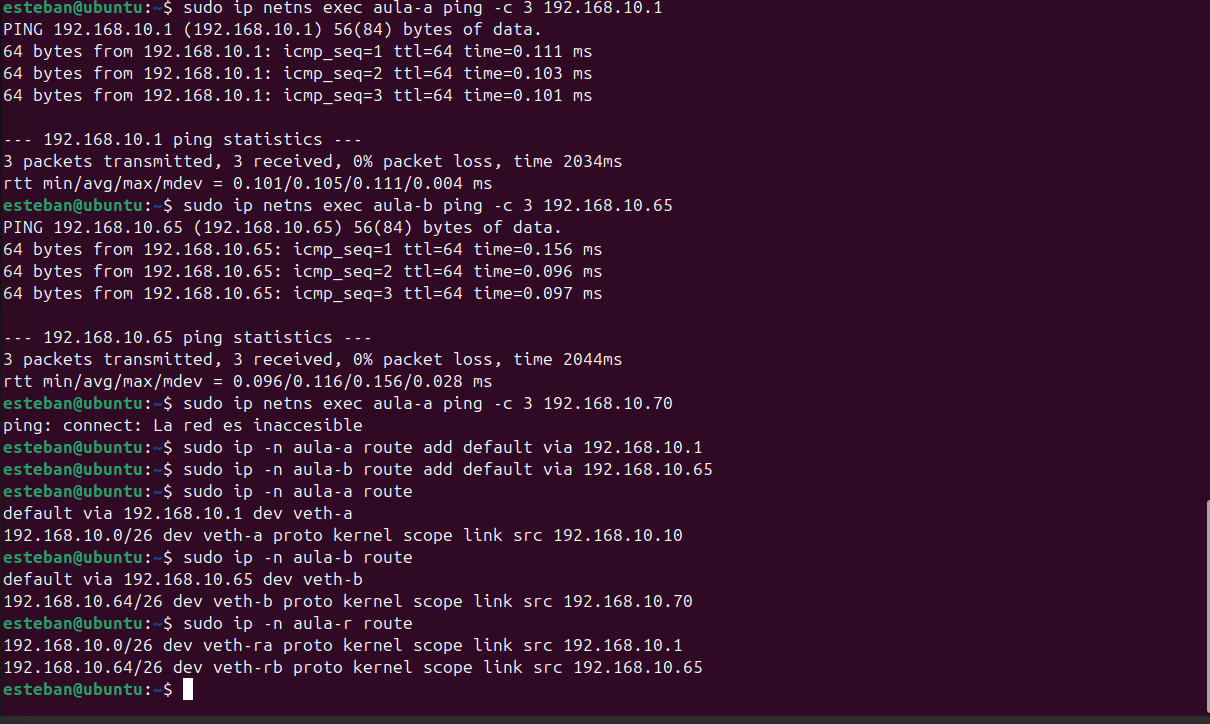 esteban@ubuntu:~$ sudo ip netns exec aula-a ping -c 3 192.168.10.1
PING 192.168.10.1 (192.168.10.1) 56(84) bytes of data.
64 bytes from 192.168.10.1: icmp_seq=1 ttl=64 time=0.111 ms
64 bytes from 192.168.10.1: icmp_seq=2 ttl=64 time=0.103 ms
64 bytes from 192.168.10.1: icmp_seq=3 ttl=64 time=0.101 ms
--- 192.168.10.1 ping statistics ---
3 packets transmitted, 3 received, 0% packet loss, time 2034ms
rtt min/avg/max/mdev = 0.101/0.105/0.111/0.004 ms
esteban@ubuntu:~$ sudo ip netns exec aula-b ping -c 3 192.168.10.65
PING 192.168.10.65 (192.168.10.65) 56(84) bytes of data.
64 bytes from 192.168.10.65: icmp_seq=1 ttl=64 time=0.156 ms
64 bytes from 192.168.10.65: icmp_seq=2 ttl=64 time=0.096 ms
64 bytes from 192.168.10.65: icmp_seq=3 ttl=64 time=0.097 ms
--- 192.168.10.65 ping statistics ---
3 packets transmitted, 3 received, 0% packet loss, time 2044ms
rtt min/avg/max/mdev = 0.096/0.116/0.156/0.028 ms
esteban@ubuntu:~$ sudo ip netns exec aula-a ping -c 3 192.168.10.70
ping: connect: La red es inaccesible
esteban@ubuntu:~$ sudo ip -n aula-a route add default via 192.168.10.1
esteban@ubuntu:~$ sudo ip -n aula-b route add default via 192.168.10.65
esteban@ubuntu:~$ sudo ip -n aula-a route
default via 192.168.10.1 dev veth-a
192.168.10.0/26 dev veth-a proto kernel scope link src 192.168.10.10
esteban@ubuntu:~$ sudo ip -n aula-b route
default via 192.168.10.65 dev veth-b
192.168.10.64/26 dev veth-b proto kernel scope link src 192.168.10.70
esteban@ubuntu:~$ sudo ip -n aula-r route
192.168.10.0/26 dev veth-ra proto kernel scope link src 192.168.10.1
192.168.10.64/26 dev veth-rb proto kernel scope link src 192.168.10.65
esteban@ubuntu:~$